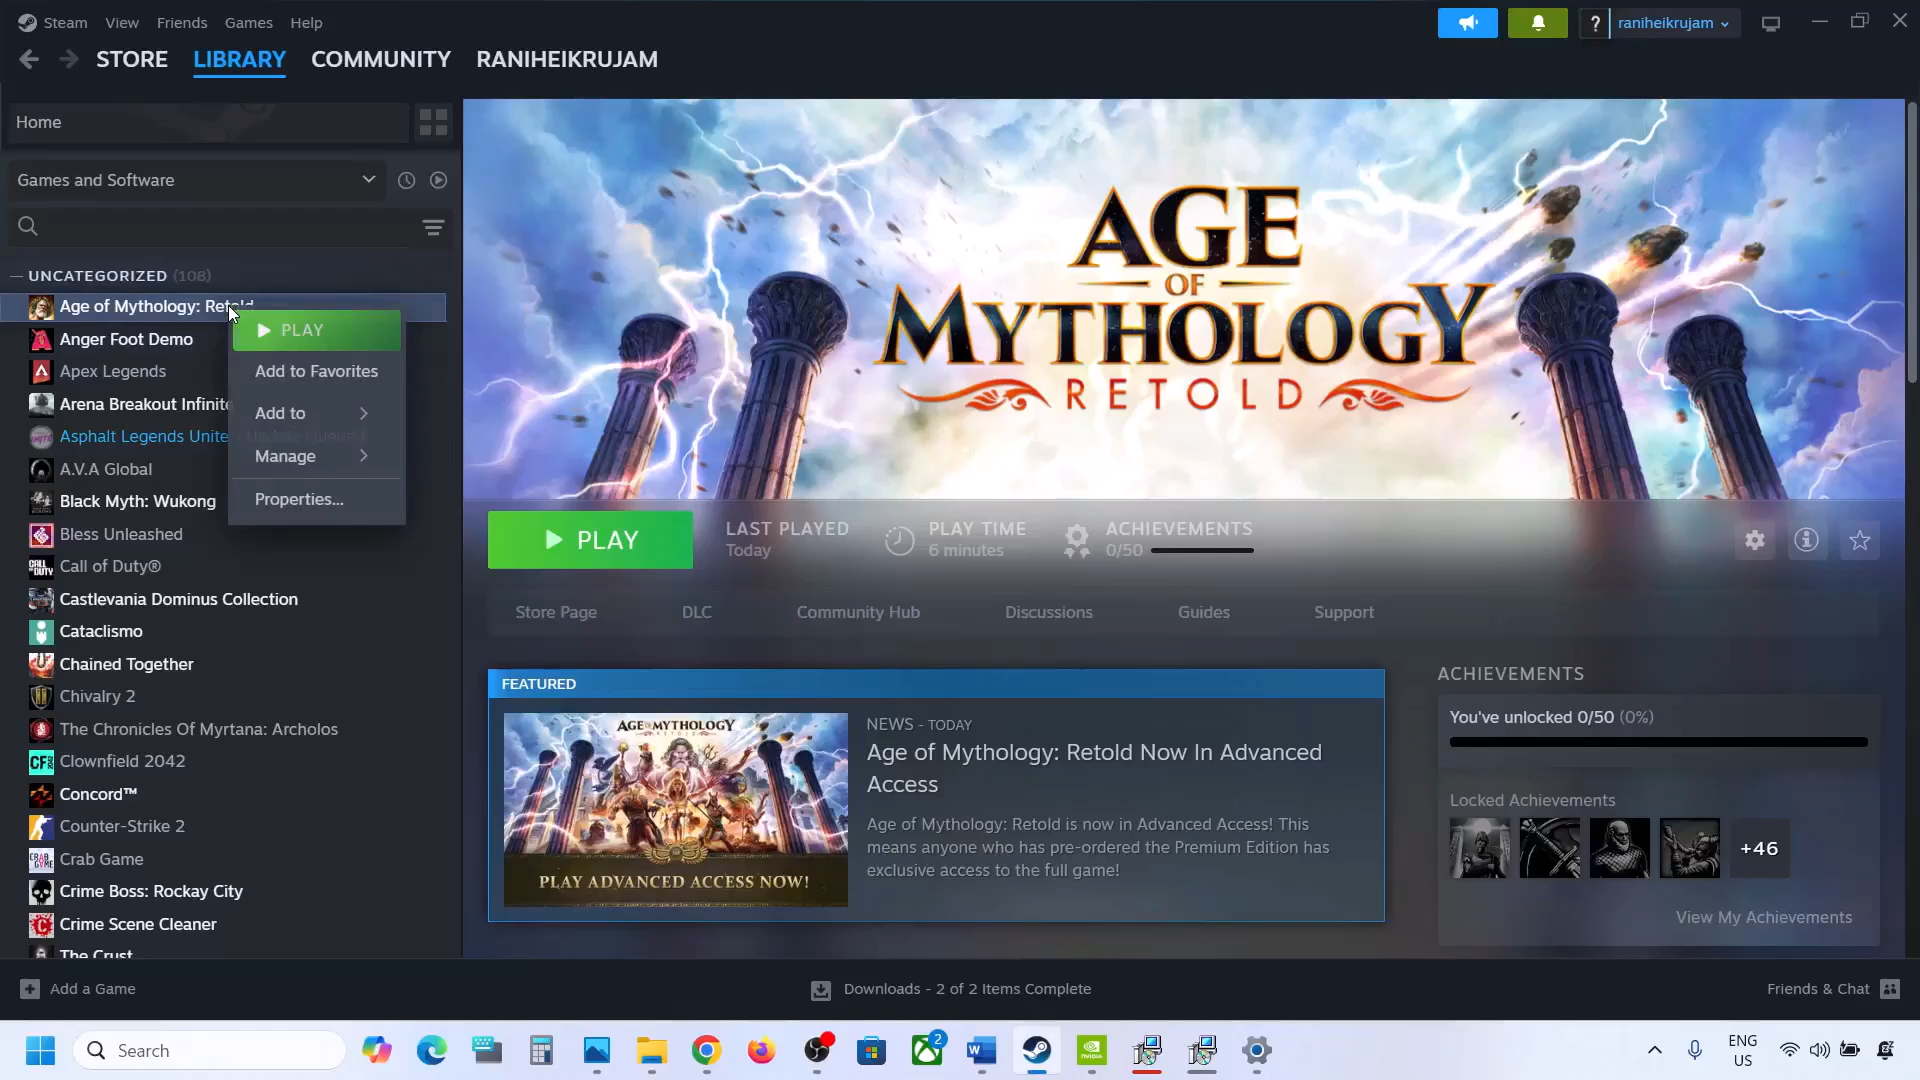 Steam View Friends Games Help
? raniheikrujam
STORE LIBRARY COMMUNITY RANIHEIKRUJAM
Home
Games and Software
— UNCATEGORIZED (108)
Age of Mythology: Retold
Anger Foot Demo
Apex Legends
Arena Breakout Infinite
Asphalt Legends Unite
A.V.A Global
Black Myth: Wukong
Bless Unleashed
Call of Duty®
Castlevania Dominus Collection
Cataclismo
Chained Together
Chivalry 2
The Chronicles Of Myrtana: Archolos
Clownfield 2042
Concord™
Counter-Strike 2
Crab Game
Crime Boss: Rockay City
Crime Scene Cleaner
The Crust
PLAY
Add to Favorites
Add to
Manage
Properties...
AGE
OF
MYTHOLOGY
RETOLD
PLAY
LAST PLAYED
Today
PLAY TIME
6 minutes
ACHIEVEMENTS
0/50
Store Page DLC Community Hub Discussions Guides Support
FEATURED
AGE OF MYTHOLOGY
RETOLD
PLAY ADVANCED ACCESS NOW!
NEWS - TODAY
Age of Mythology: Retold Now In Advanced
Access
Age of Mythology: Retold is now in Advanced Access! This
means anyone who has pre-ordered the Premium Edition has
exclusive access to the full game!
ACHIEVEMENTS
You've unlocked 0/50 (0%)
Locked Achievements
+46
View My Achievements
Add a Game
Downloads - 2 of 2 Items Complete
Friends & Chat
Search
2
ENG
US